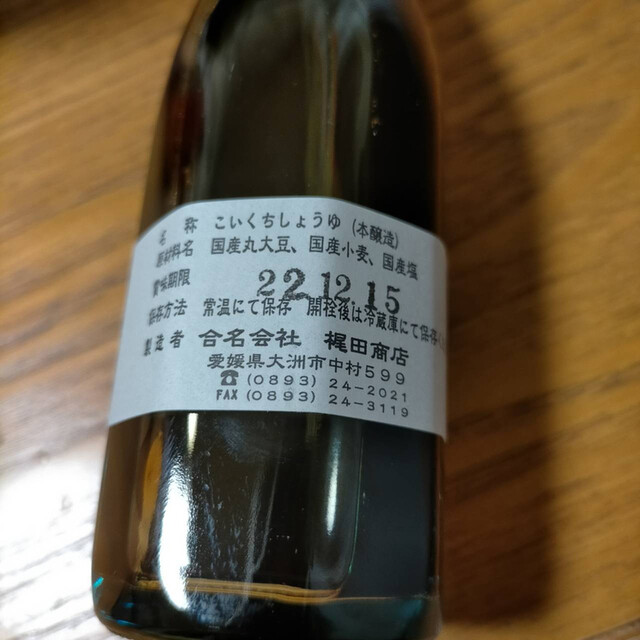 名称 こいくちしょうゆ (本醸造)
原材料名 国産丸大豆、国産小麦、国産塩
賞味期限 22.12.15
保存方法 常温にて保存 開栓後は冷蔵庫にて保存
製造者 合名会社 梶田商店
愛媛県大洲市中村599
☎(0893) 24-2021
FAX (0893) 24-3119